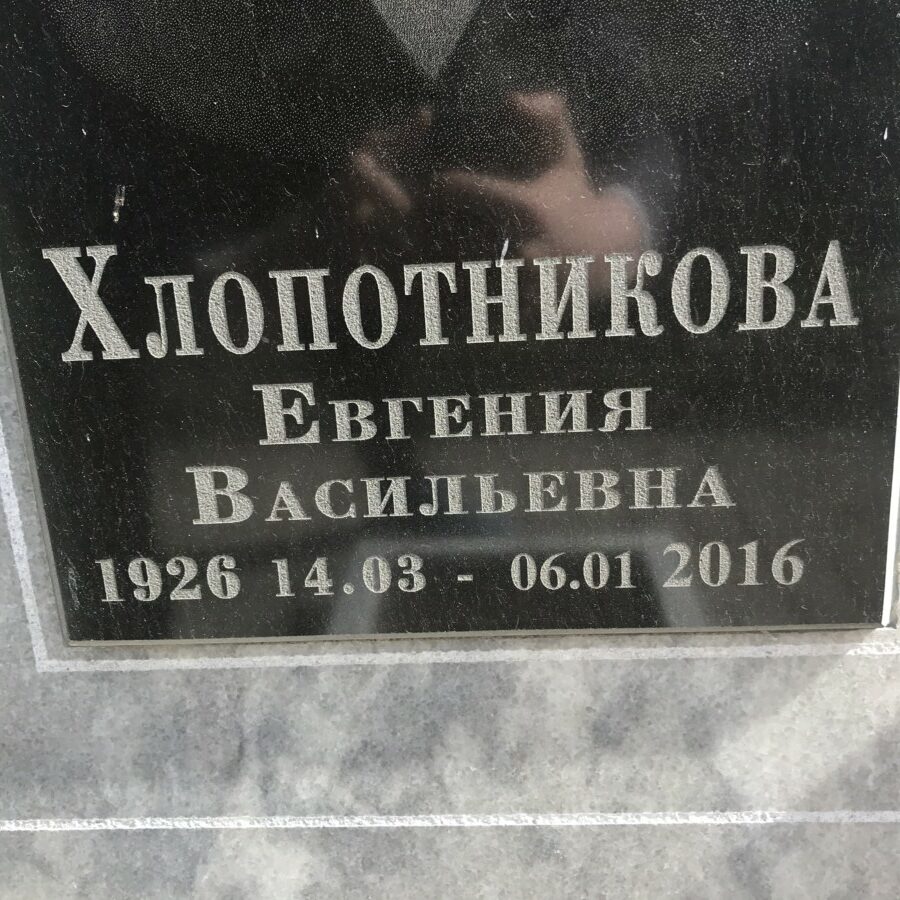 Хлопотникова
Евгения
Васильевна
1926 14.03 - 06.01 2016